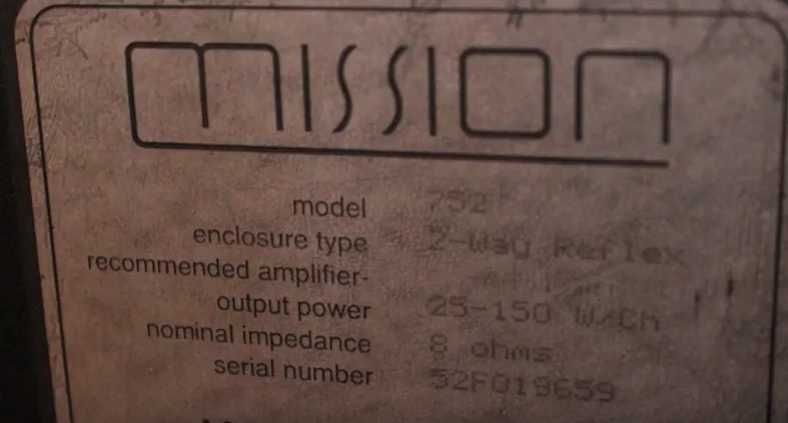 mission
model 752
enclosure type 2-Way Reflex
recommended amplifier-
output power 25-150 W/Ch
nominal impedance 8 ohms
serial number 52F019659